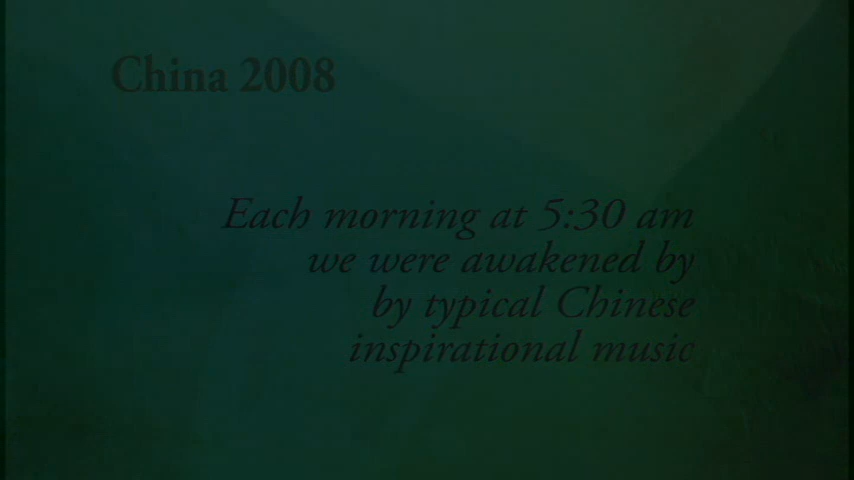 China 2008
Each morning at 5:30 am
we were awakened by
by typical Chinese
inspirational music